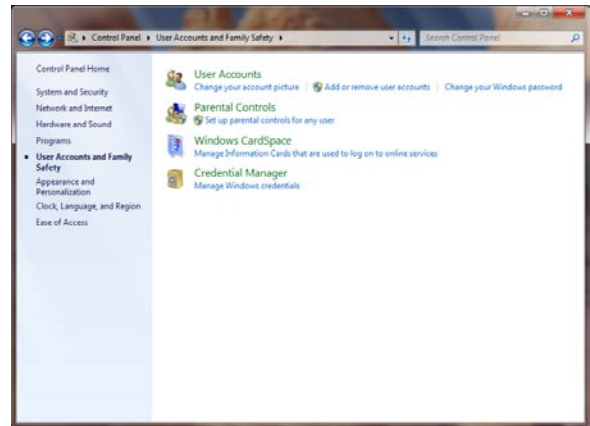 Control Panel ▸ User Accounts and Family Safety ▸
Search Control Panel
Control Panel Home
System and Security
Network and Internet
Hardware and Sound
Programs
User Accounts and Family
Safety
Appearance and
Personalization
Clock, Language, and Region
Ease of Access
User Accounts
Change your account picture | Add or remove user accounts | Change your Windows password
Parental Controls
Set up parental controls for any user
Windows CardSpace
Manage Information Cards that are used to log on to online services
Credential Manager
Manage Windows credentials